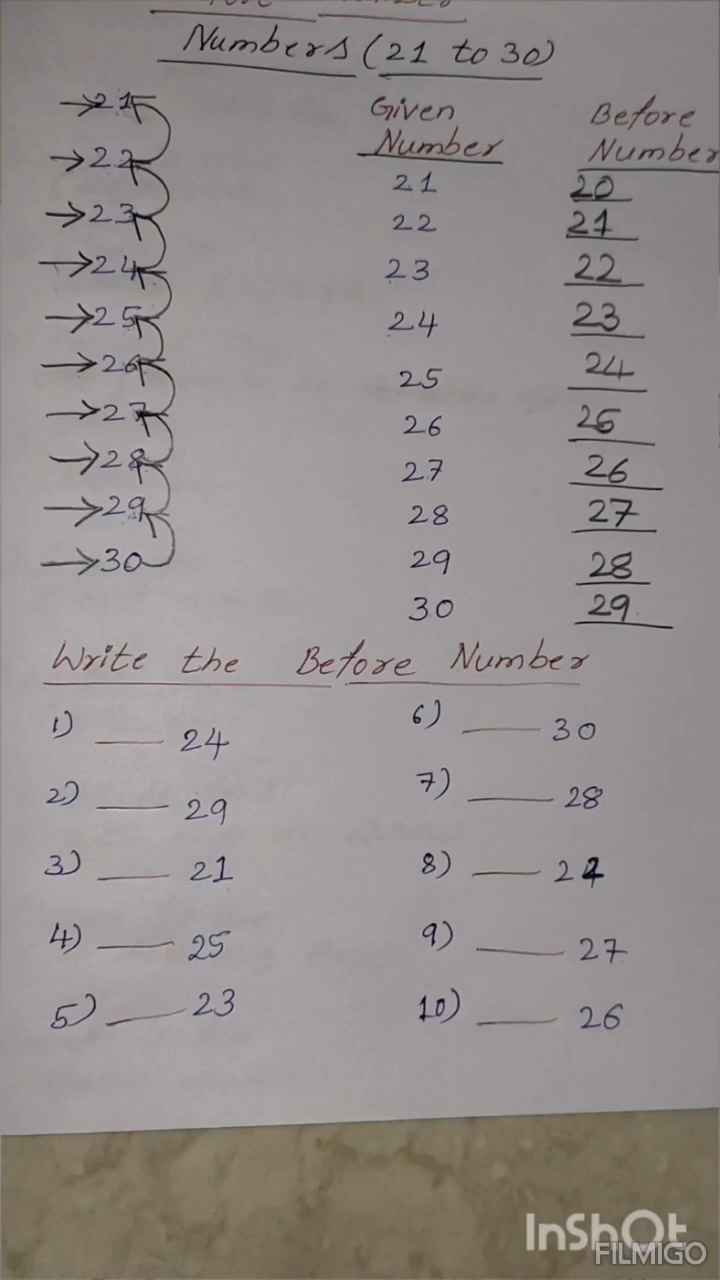 Numbers (21 to 30)
Given Number Before Number
→21
→22
→23
→24
→25
→26
→27
→28
→29
→30
21 20
22 21
23 22
24 23
25 24
26 25
27 26
28 27
29 28
30 29
Write the Before Number
1) ___ 24
2) ___ 29
3) ___ 21
4) ___ 25
5) ___ 23
6) ___ 30
7) ___ 28
8) ___ 22
9) ___ 27
10) ___ 26
InShOt
FILMIGO